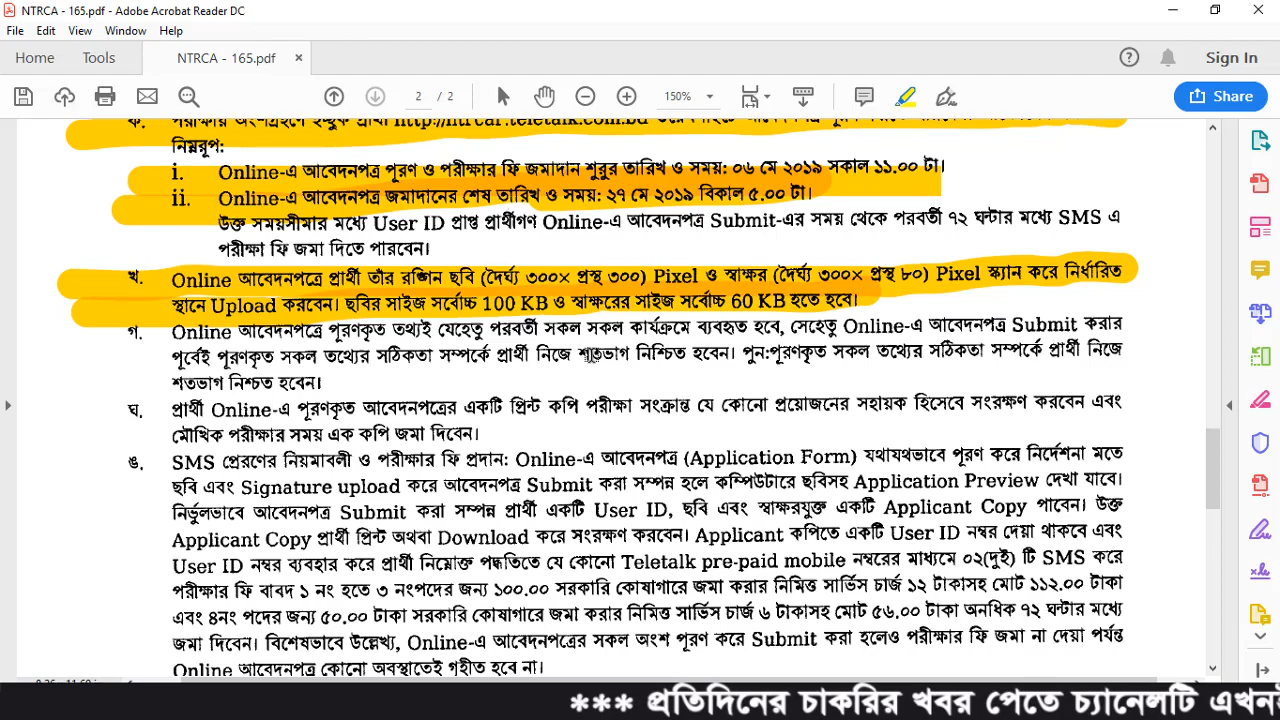 NTRCA - 165.pdf - Adobe Acrobat Reader DC
File Edit View Window Help
Home Tools NTRCA - 165.pdf × Sign In
2 / 2 150% Share
ক. পরীক্ষায় অংশগ্রহণে ইচ্ছুক প্রার্থী http://ntrcar.teletalk.com.bd
নিম্নরূপ:
i. Online-এ আবেদনপত্র পূরণ ও পরীক্ষার ফি জমাদান শুরুর তারিখ ও সময়: ০৬ মে ২০১৯ সকাল ১১.০০ টা।
ii. Online-এ আবেদনপত্র জমাদানের শেষ তারিখ ও সময়: ২৭ মে ২০১৯ বিকাল ৫.০০ টা।
উক্ত সময়সীমার মধ্যে User ID প্রাপ্ত প্রার্থীগণ Online-এ আবেদনপত্র Submit-এর সময় থেকে পরবর্তী ৭২ ঘন্টার মধ্যে SMS এ
পরীক্ষা ফি জমা দিতে পারবেন।
খ. Online আবেদনপত্রে প্রার্থী তাঁর রঙ্গিন ছবি (দৈর্ঘ্য ৩০০× প্রস্থ ৩০০) Pixel ও স্বাক্ষর (দৈর্ঘ্য ৩০০× প্রস্থ ৮০) Pixel স্ক্যান করে নির্ধারিত
স্থানে Upload করবেন। ছবির সাইজ সর্বোচ্চ 100 KB ও স্বাক্ষরের সাইজ সর্বোচ্চ 60 KB হতে হবে।
গ. Online আবেদনপত্রে পূরণকৃত তথ্যই যেহেতু পরবর্তী সকল সকল কার্যক্রমে ব্যবহৃত হবে, সেহেতু Online-এ আবেদনপত্র Submit করার
পূর্বেই পূরণকৃত সকল তথ্যের সঠিকতা সম্পর্কে প্রার্থী নিজে শতভাগ নিশ্চিত হবেন। পুন:পূরণকৃত সকল তথ্যের সঠিকতা সম্পর্কে প্রার্থী নিজে
শতভাগ নিশ্চত হবেন।
ঘ. প্রার্থী Online-এ পূরণকৃত আবেদনপত্রের একটি প্রিন্ট কপি পরীক্ষা সংক্রান্ত যে কোনো প্রয়োজনের সহায়ক হিসেবে সংরক্ষণ করবেন এবং
মৌখিক পরীক্ষার সময় এক কপি জমা দিবেন।
ঙ. SMS প্রেরণের নিয়মাবলী ও পরীক্ষার ফি প্রদান: Online-এ আবেদনপত্র (Application Form) যথাযথভাবে পূরণ করে নির্দেশনা মতে
ছবি এবং Signature upload করে আবেদনপত্র Submit করা সম্পন্ন হলে কম্পিউটারে ছবিসহ Application Preview দেখা যাবে।
নির্ভুলভাবে আবেদনপত্র Submit করা সম্পন্ন প্রার্থী একটি User ID, ছবি এবং স্বাক্ষরযুক্ত একটি Applicant Copy পাবেন। উক্ত
Applicant Copy প্রার্থী প্রিন্ট অথবা Download করে সংরক্ষণ করবেন। Applicant কপিতে একটি User ID নম্বর দেয়া থাকবে এবং
User ID নম্বর ব্যবহার করে প্রার্থী নিম্নোক্ত পদ্ধতিতে যে কোনো Teletalk pre-paid mobile নম্বরের মাধ্যমে ০২(দুই) টি SMS করে
পরীক্ষার ফি বাবদ ১ নং হতে ৩ নংপদের জন্য ১০০.০০ সরকারি কোষাগারে জমা করার নিমিত্ত সার্ভিস চার্জ ১২ টাকাসহ মোট ১১২.০০ টাকা
এবং ৪নং পদের জন্য ৫০.০০ টাকা সরকারি কোষাগারে জমা করার নিমিত্ত সার্ভিস চার্জ ৬ টাকাসহ মোট ৫৬.০০ টাকা অনধিক ৭২ ঘন্টার মধ্যে
জমা দিবেন। বিশেষভাবে উল্লেখ্য, Online-এ আবেদনপত্রের সকল অংশ পূরণ করে Submit করা হলেও পরীক্ষার ফি জমা না দেয়া পর্যন্ত
Online আবেদনপত্র কোনো অবস্থাতেই গৃহীত হবে না।
*** প্রতিদিনের চাকরির খবর পেতে চ্যানেলটি এখনই